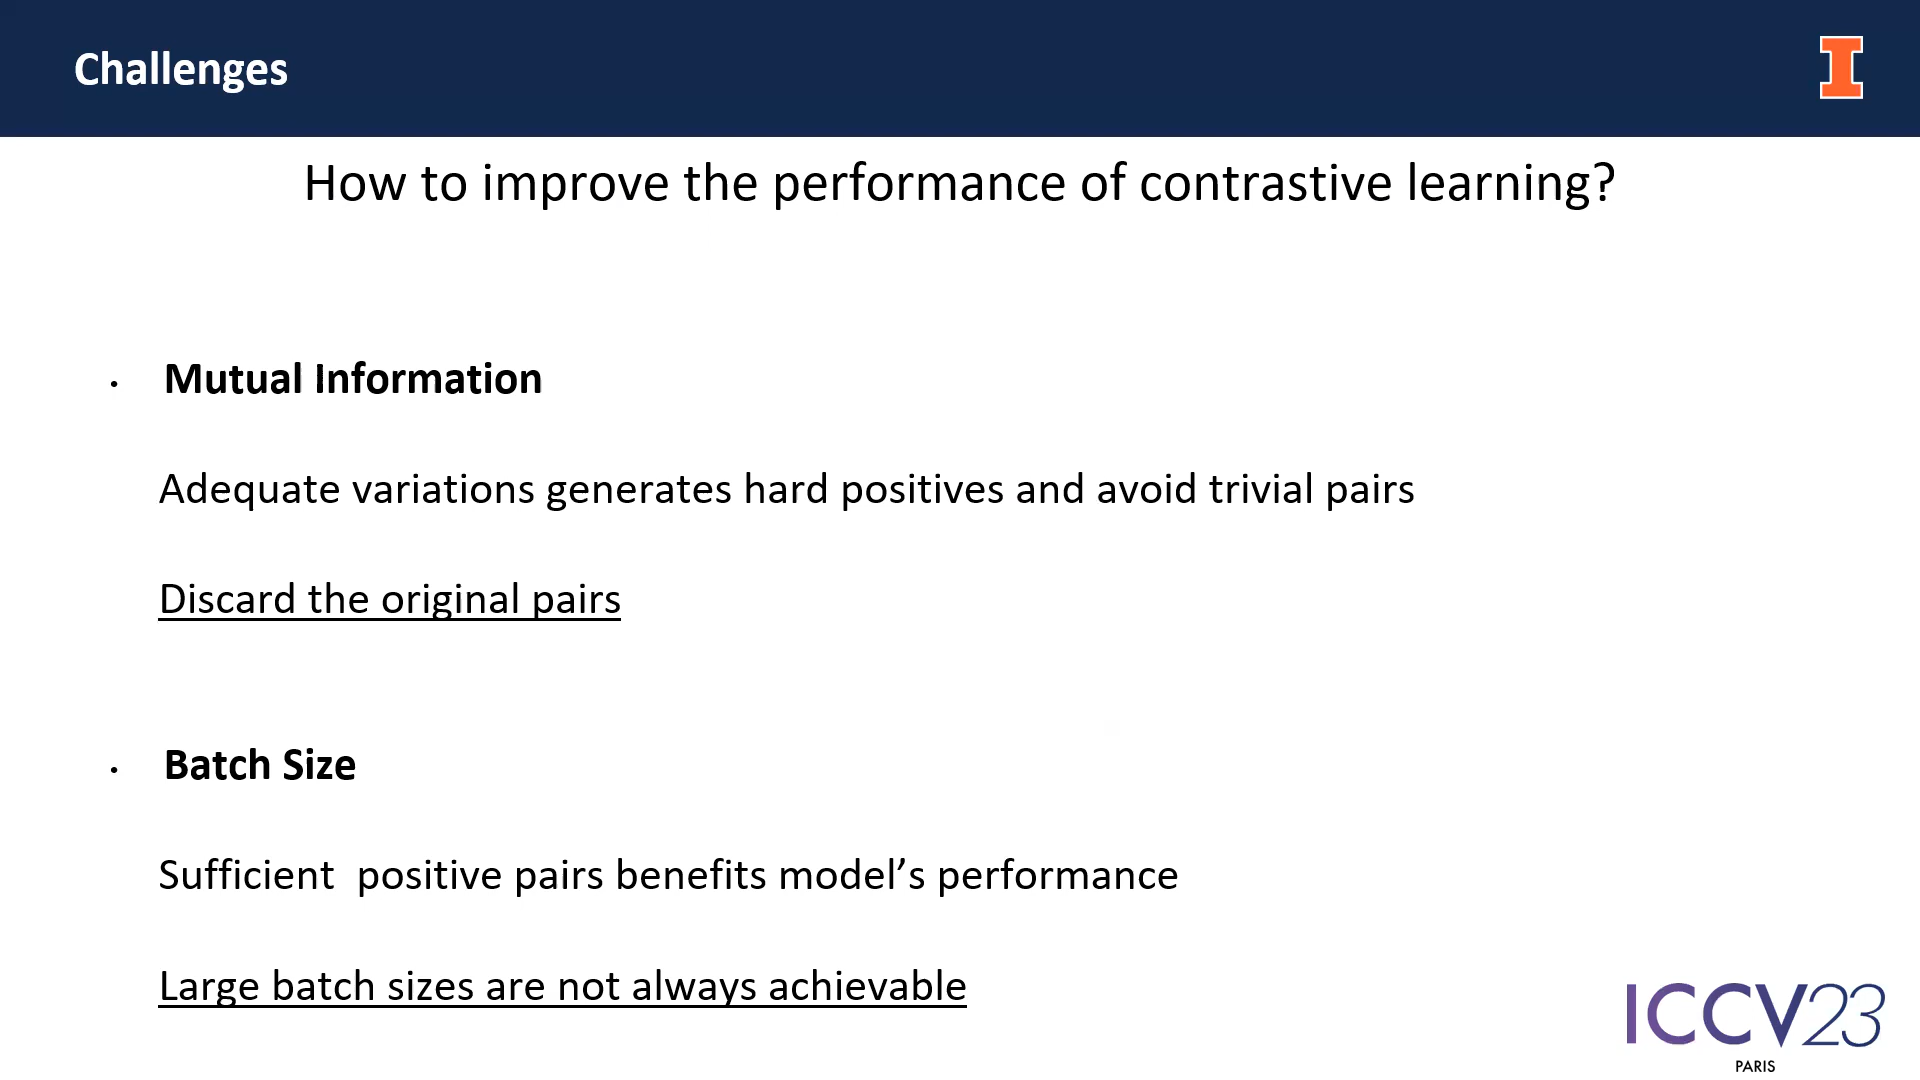 Challenges
How to improve the performance of contrastive learning?
· Mutual Information
Adequate variations generates hard positives and avoid trivial pairs
Discard the original pairs
· Batch Size
Sufficient  positive pairs benefits model’s performance
Large batch sizes are not always achievable
ICCV23
PARIS